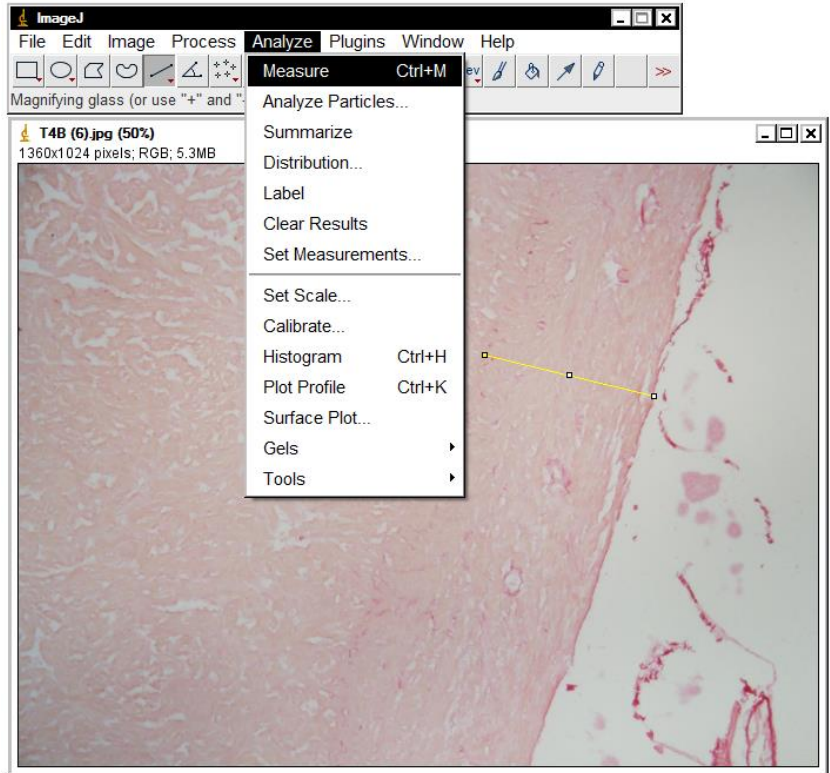 ImageJ
File Edit Image Process Analyze Plugins Window Help
Measure Ctrl+M
Magnifying glass (or use "+" and "-
Analyze Particles...
T4B (6).jpg (50%)
1360x1024 pixels; RGB; 5.3MB
Summarize
Distribution...
Label
Clear Results
Set Measurements...
Set Scale...
Calibrate...
Histogram Ctrl+H
Plot Profile Ctrl+K
Surface Plot...
Gels
Tools